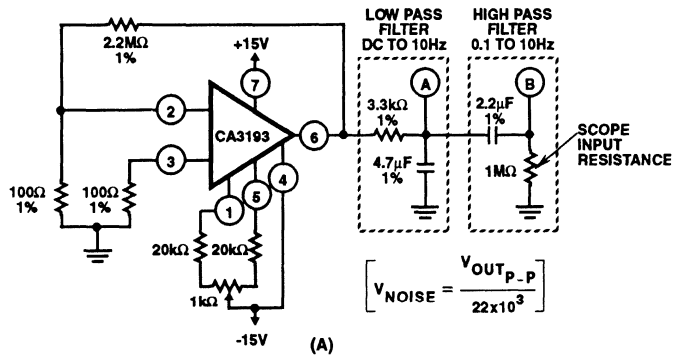 LOW PASS
FILTER
DC TO 10Hz
HIGH PASS
FILTER
0.1 TO 10Hz
2.2MΩ
1%
+15V
A
B
7
2
3.3kΩ
1%
2.2μF
1%
CA3193
6
SCOPE
INPUT
RESISTANCE
3
4
5
1
4.7μF
1%
1MΩ
100Ω
1%
100Ω
1%
20kΩ
20kΩ
1kΩ
-15V
[V_NOISE = V_OUT_P-P / 22x10^3]
(A)